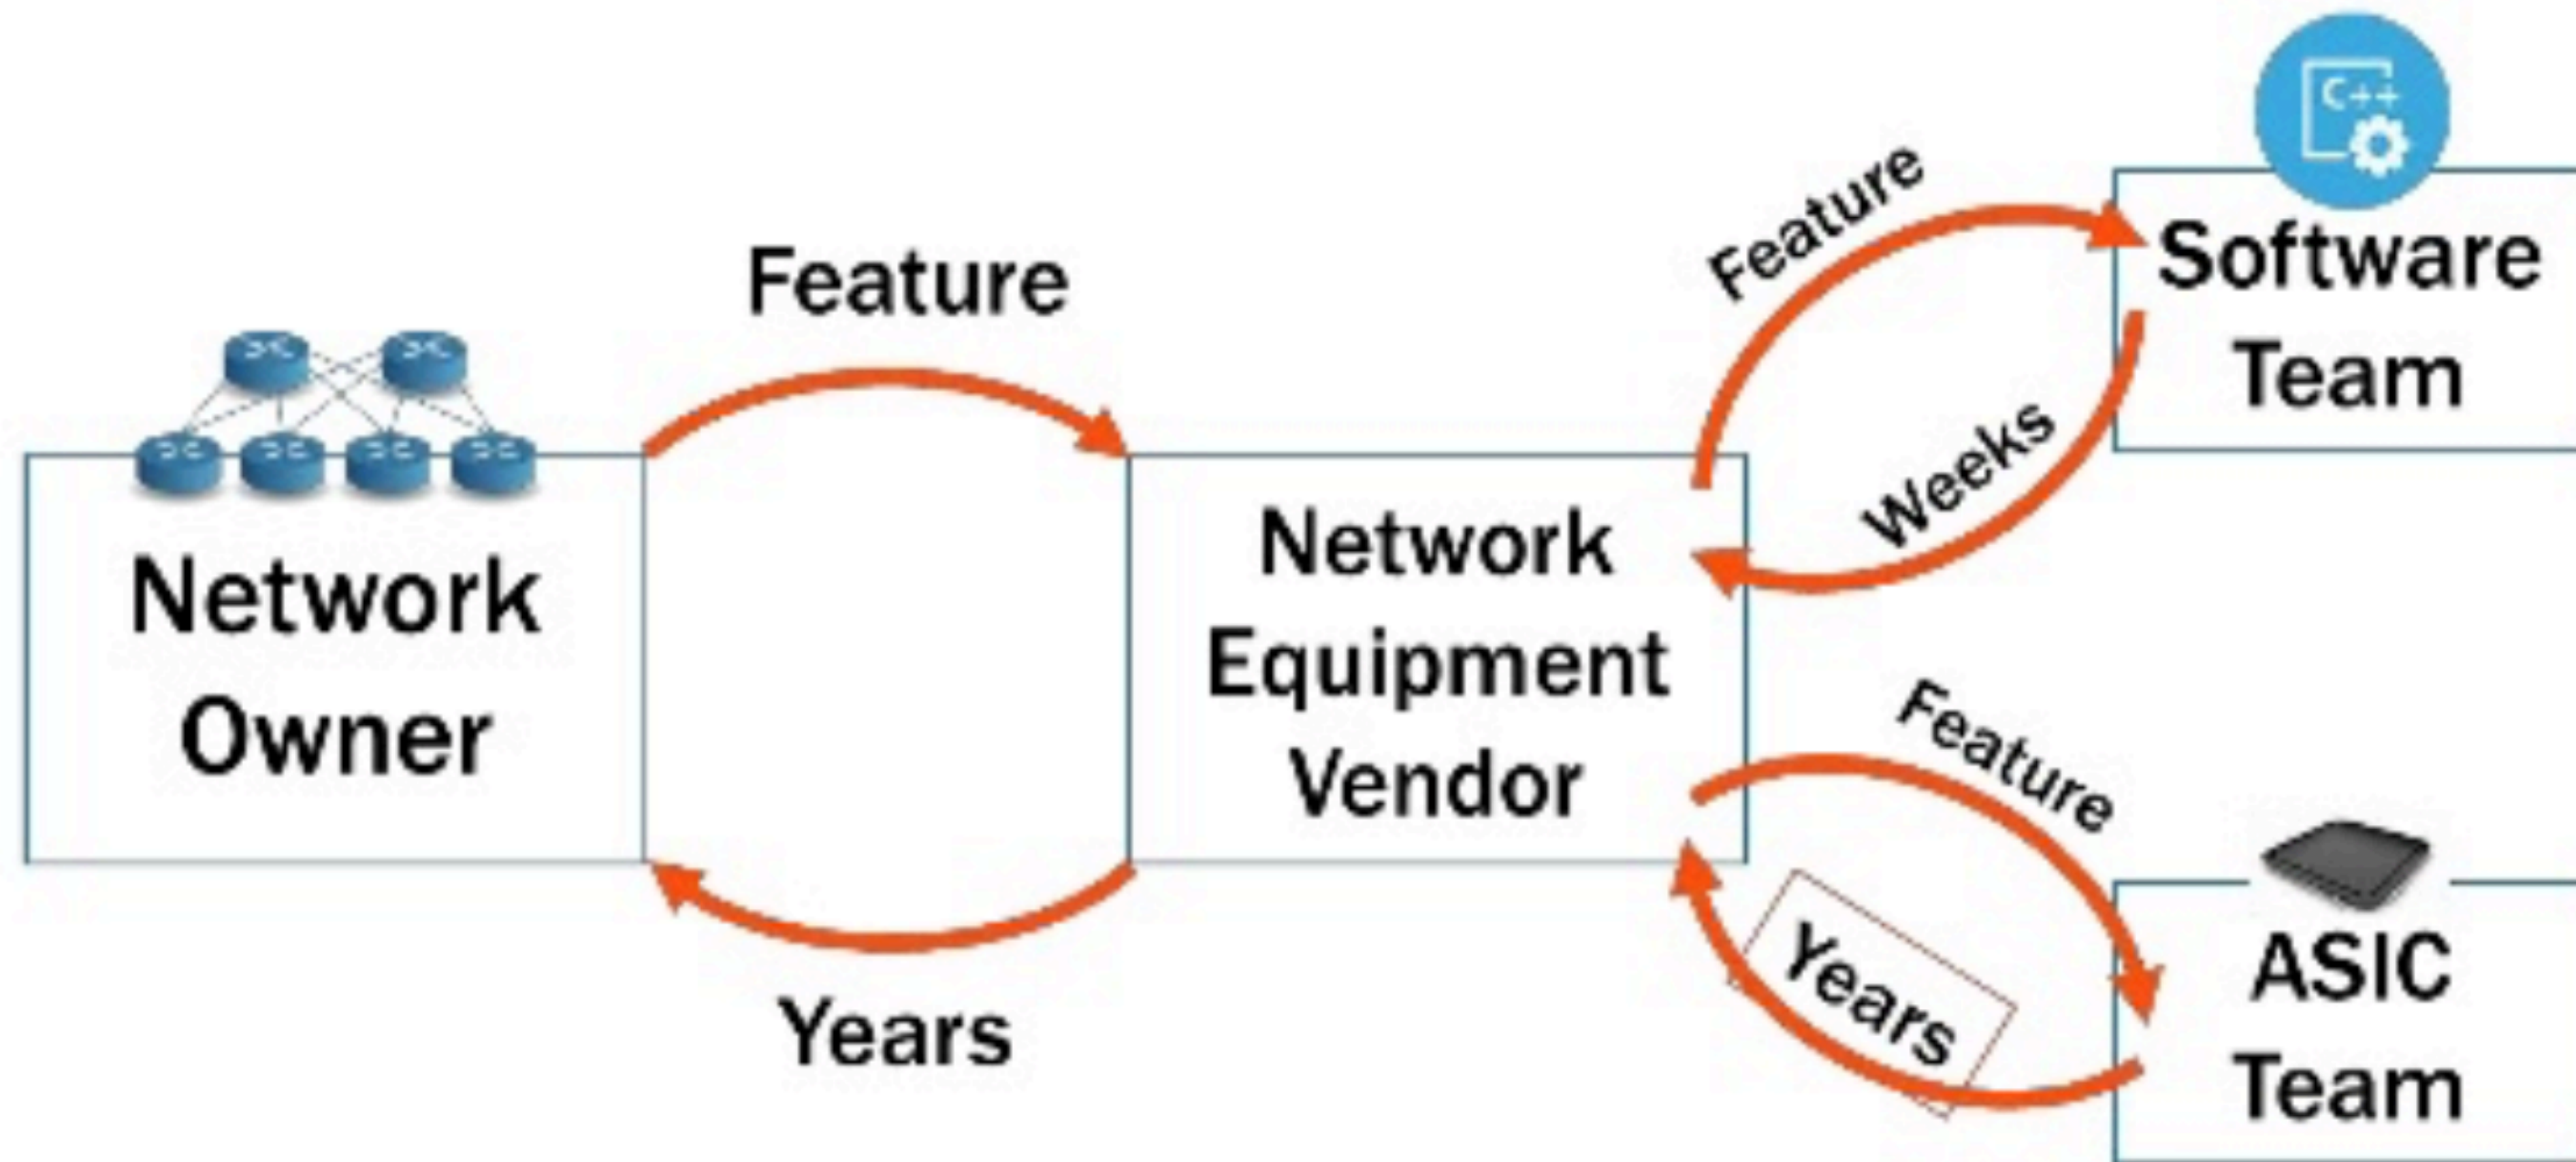 C++
Feature
Software
Team
Feature
Weeks
Network
Owner
Network
Equipment
Vendor
Feature
Years
Years
ASIC
Team